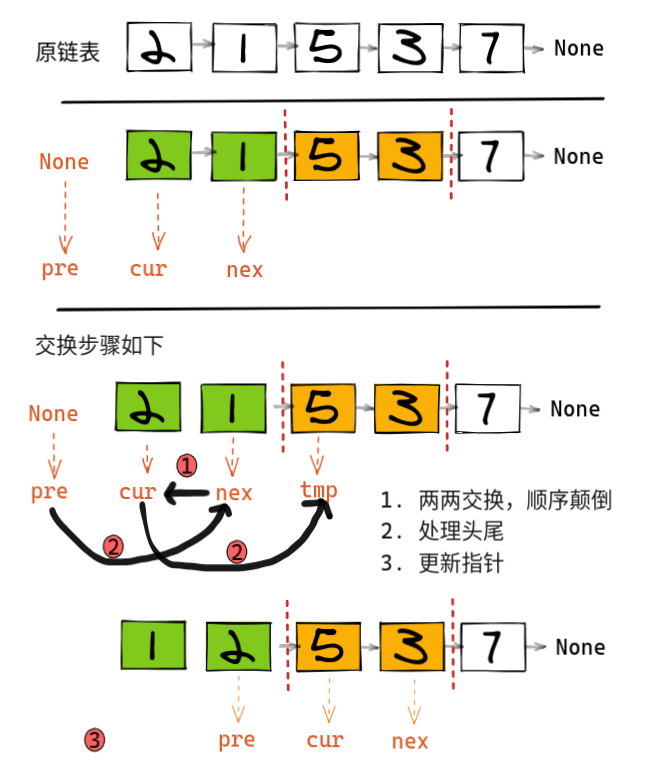 原链表 2 1 5 3 7 None
None 2 1 5 3 7 None
pre cur nex
交换步骤如下
None 2 1 5 3 7 None
pre cur 1 nex tmp
2 2
1. 两两交换，顺序颠倒
2. 处理头尾
3. 更新指针
1 2 5 3 7 None
3 pre cur nex